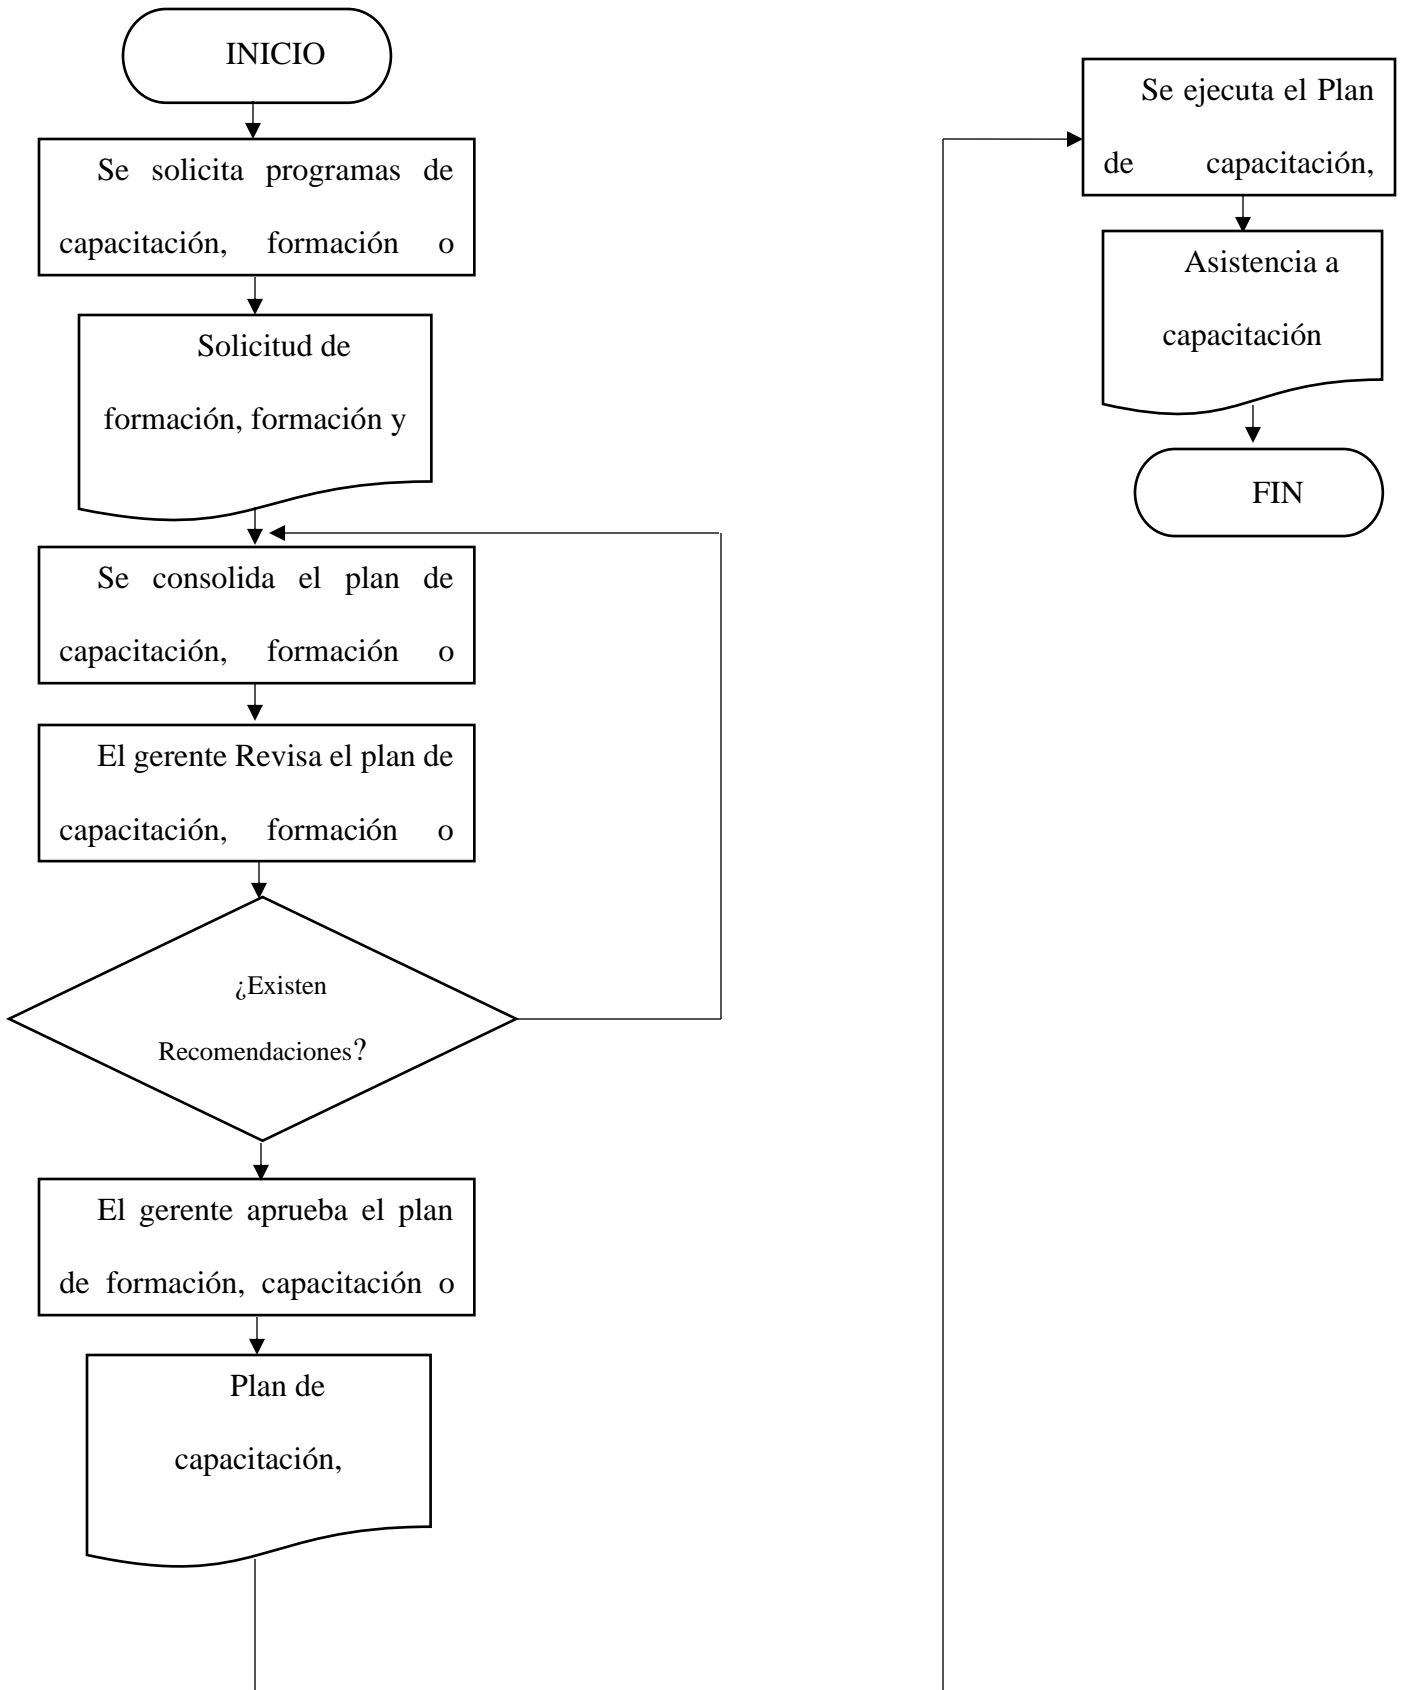 INICIO
Se solicita programas de
capacitación, formación o
Solicitud de
formación, formación y
Se consolida el plan de
capacitación, formación o
El gerente Revisa el plan de
capacitación, formación o
¿Existen
Recomendaciones?
El gerente aprueba el plan
de formación, capacitación o
Plan de
capacitación,
Se ejecuta el Plan
de capacitación,
Asistencia a
capacitación
FIN